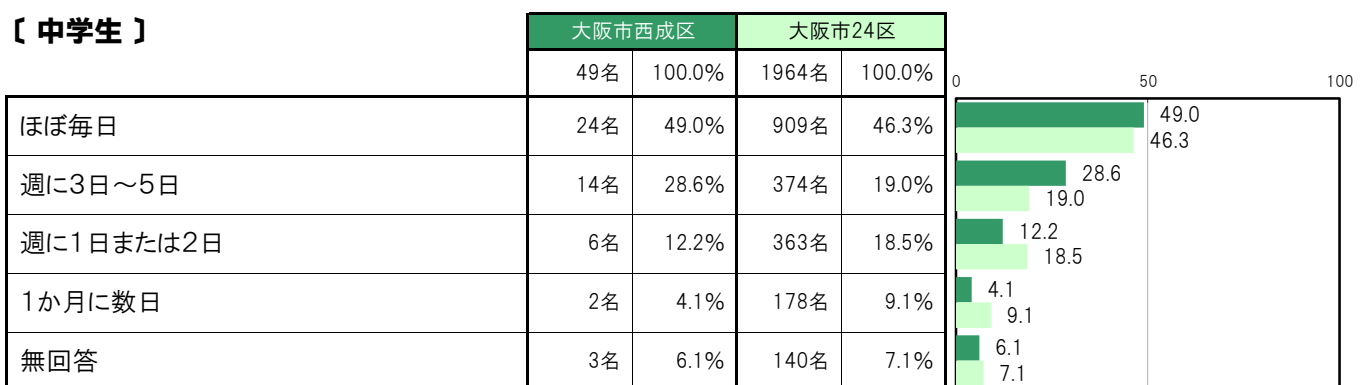 〔 中学生 〕
大阪市西成区 大阪市24区
49名 100.0% 1964名 100.0%
0 50 100
ほぼ毎日 24名 49.0% 909名 46.3%
49.0
46.3
週に3日～5日 14名 28.6% 374名 19.0%
28.6
19.0
週に1日または2日 6名 12.2% 363名 18.5%
12.2
18.5
1か月に数日 2名 4.1% 178名 9.1%
4.1
9.1
無回答 3名 6.1% 140名 7.1%
6.1
7.1